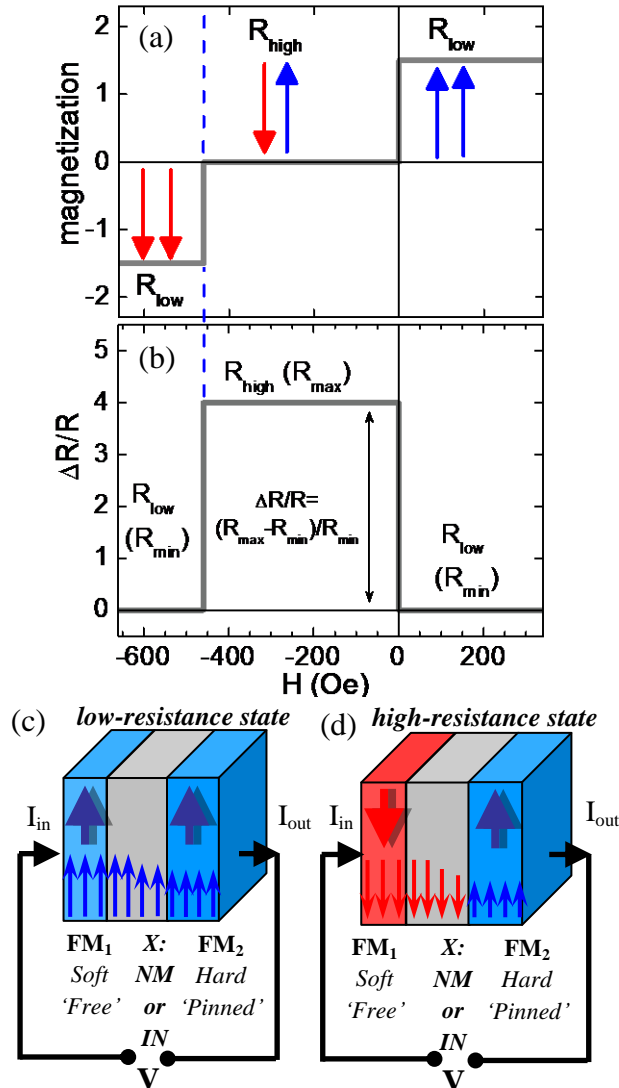 (a)
R_high
R_low
2
1
0
-1
-2
magnetization
R_low
(b)
R_high (R_max)
5
4
3
2
1
0
ΔR/R
R_low
(R_min)
ΔR/R=
(R_max-R_min)/R_min
R_low
(R_min)
-600 -400 -200 0 200
H (Oe)
(c) low-resistance state
I_in
I_out
FM_1 X: FM_2
Soft NM Hard
'Free' or 'Pinned'
IN
V
(d) high-resistance state
I_in
I_out
FM_1 X: FM_2
Soft NM Hard
'Free' or 'Pinned'
IN
V